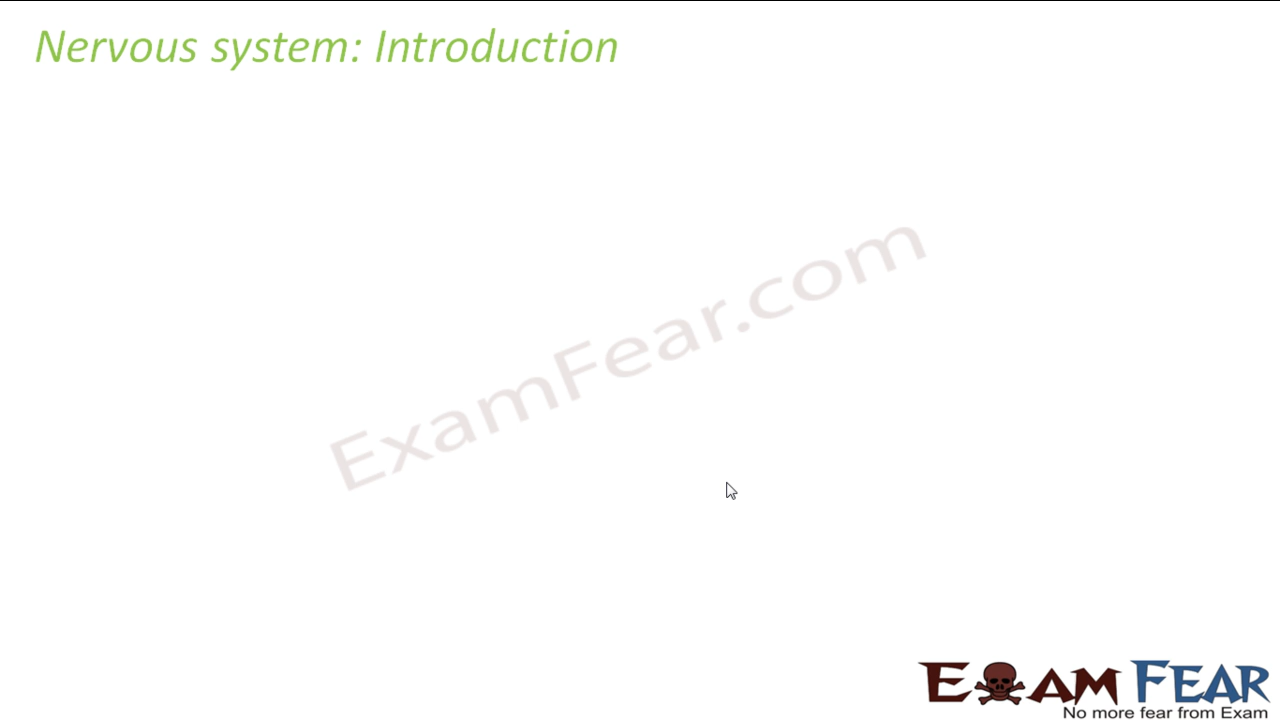 Nervous system: Introduction
ExamFear.com
EXAM FEAR
No more fear from Exam